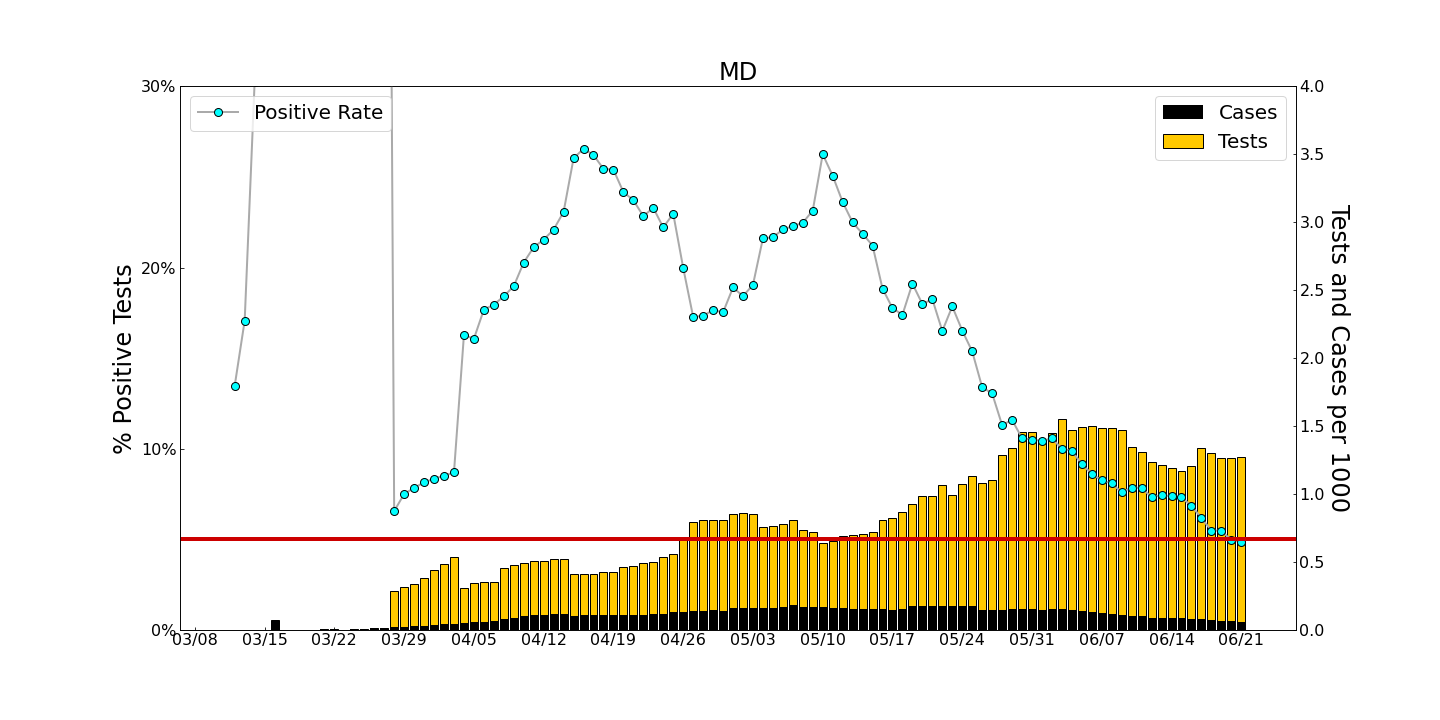 MD
30%
20%
10%
0%
% Positive Tests
Positive Rate
Cases
Tests
4.0
3.5
3.0
2.5
2.0
1.5
1.0
0.5
0.0
Tests and Cases per 1000
03/08 03/15 03/22 03/29 04/05 04/12 04/19 04/26 05/03 05/10 05/17 05/24 05/31 06/07 06/14 06/21